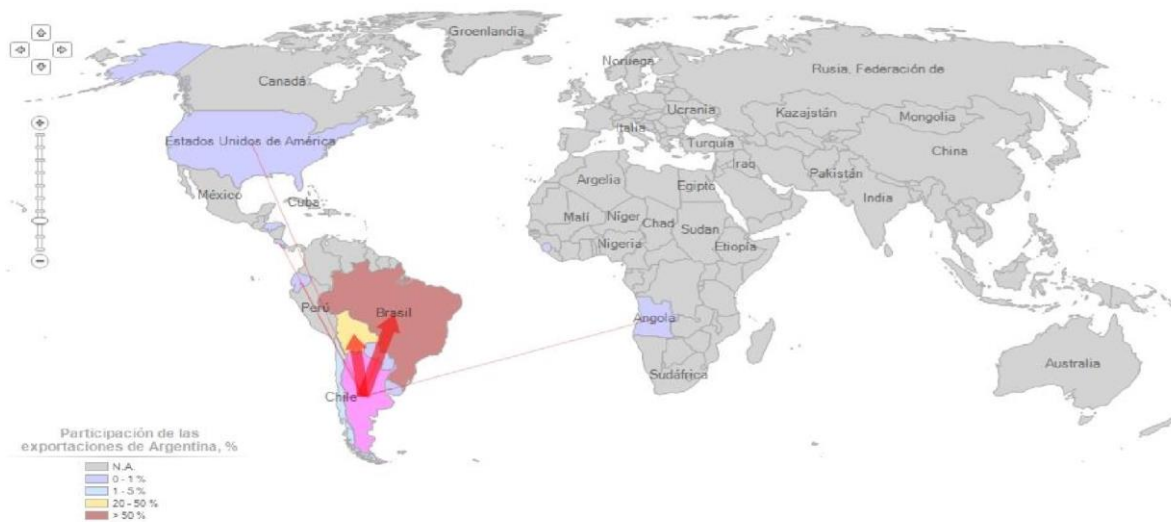 Groenlandia
Noruega
Rusia, Federación de
Canadá
Ucrania
Kazajstán
Mongolia
Italia
Estados Unidos de América
Turquía
China
Iraq
Pakistán
Argelia
Egipto
India
México
Cuba
Malí
Níger
Chad
Sudan
Nigeria
Etiopía
Perú
Brasil
Angola
Australia
Sudáfrica
Chile
Participación de las
exportaciones de Argentina, %
N.A.
0 - 1 %
1 - 5 %
20 - 50 %
> 50 %